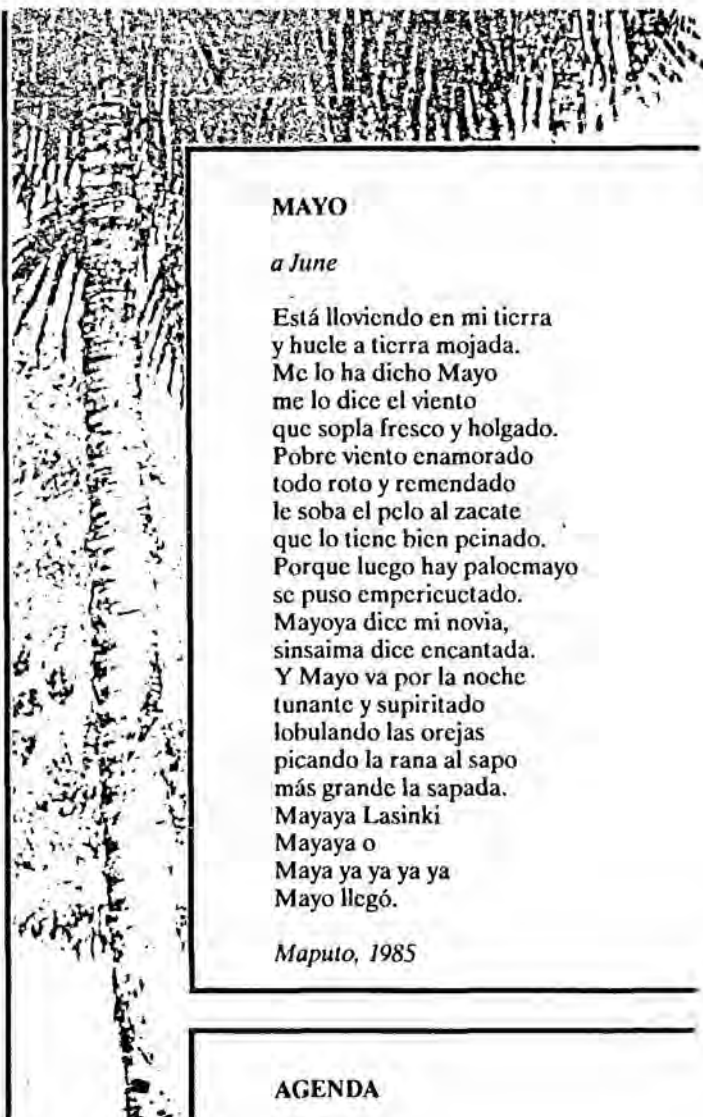 MAYO
a June
Está lloviendo en mi tierra
y huele a tierra mojada.
Me lo ha dicho Mayo
me lo dice el viento
que sopla fresco y holgado.
Pobre viento enamorado
todo roto y remendado
le soba el pelo al zacate
que lo tiene bien peinado.
Porque luego hay paloemayo
se puso empericuetado.
Mayoya dice mi novia,
sinsaima dice encantada.
Y Mayo va por la noche
tunante y supiritado
lobulando las orejas
picando la rana al sapo
más grande la sapada.
Mayaya Lasinki
Mayaya o
Maya ya ya ya ya
Mayo llegó.
Maputo, 1985
AGENDA